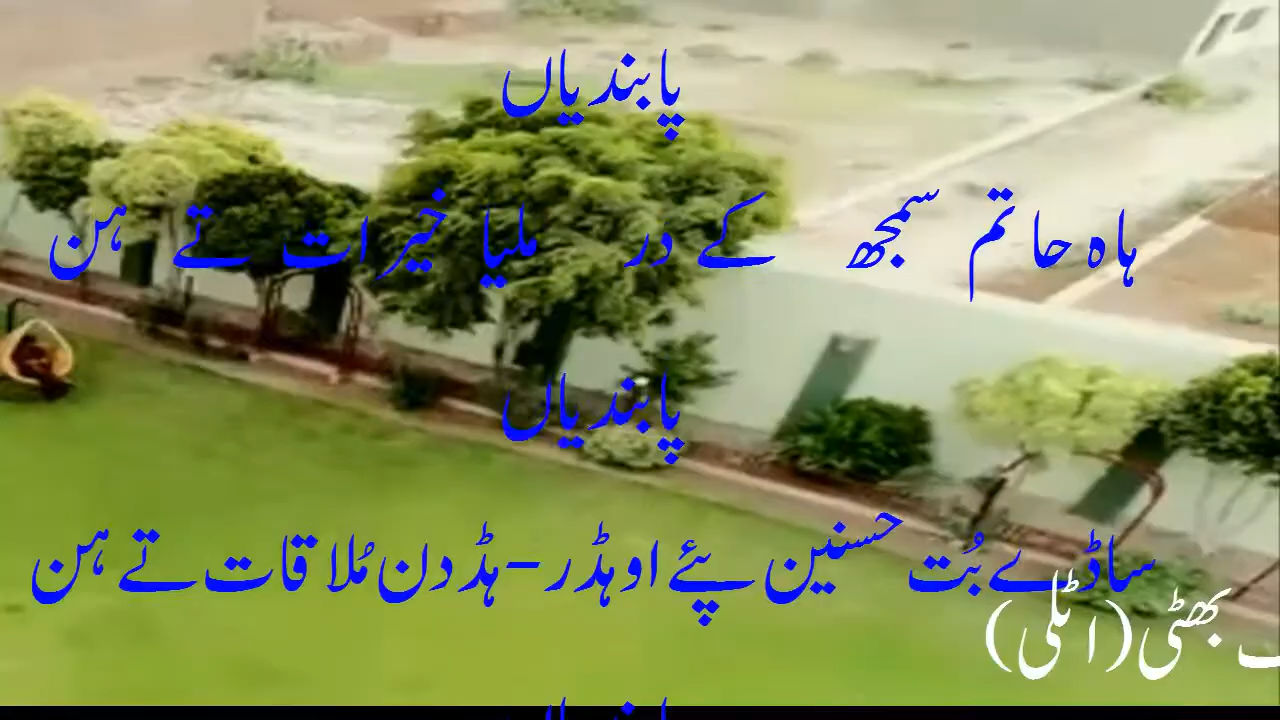 پابندیاں
ہاہ حاتم سمجھ کے در ملیا خیرات تے ہن
پابندیاں
ساڈے بُت حسنین پئے اوہڈر-ہڈ دن مُلاقات تے ہن
بھٹی(اٹلی)